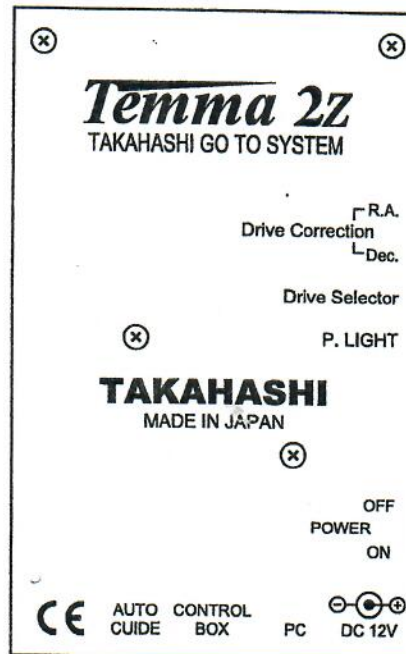 Temma 2Z
TAKAHASHI GO TO SYSTEM
R.A.
Drive Correction
Dec.
Drive Selector
P. LIGHT
TAKAHASHI
MADE IN JAPAN
OFF
POWER
ON
CE AUTO GUIDE CONTROL BOX PC DC 12V